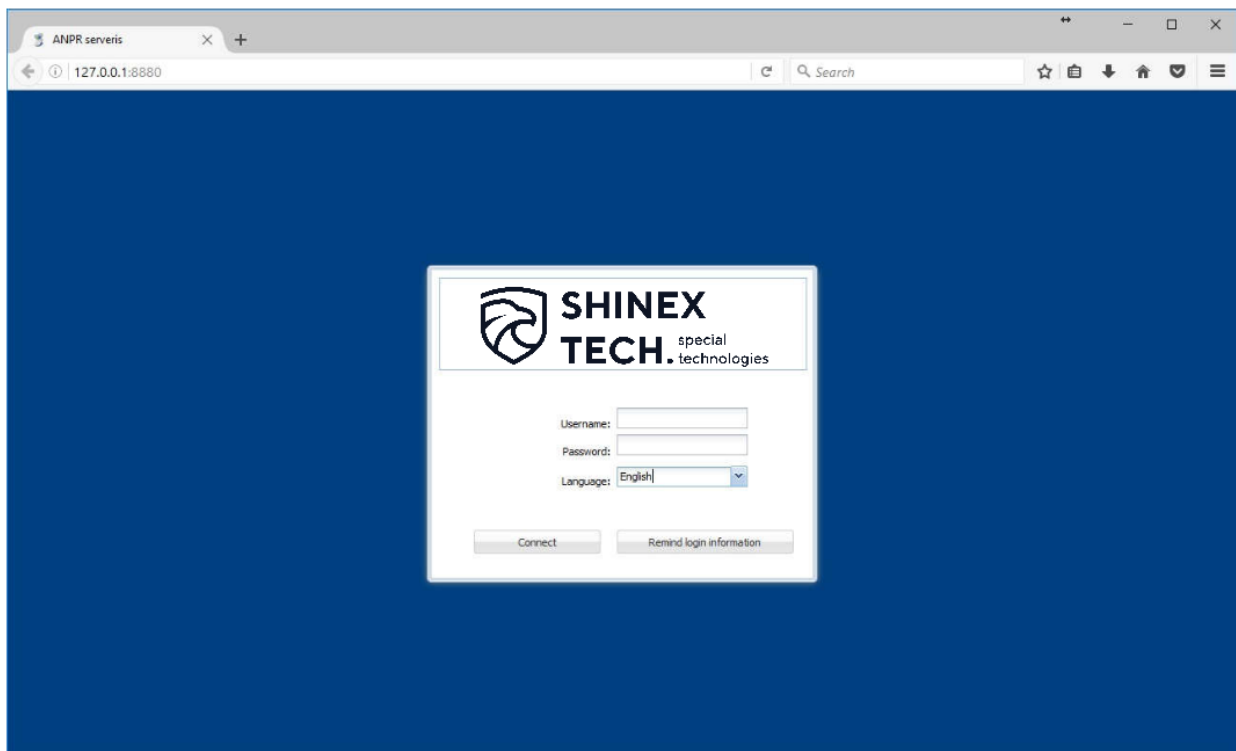 ANPR serveris
127.0.0.1:8880
Search
SHINEX
TECH. special
technologies
Username:
Password:
Language: English
Connect Remind login information